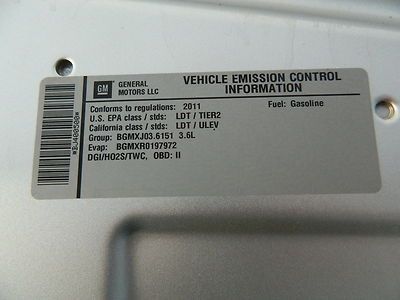 GM GENERAL MOTORS LLC
VEHICLE EMISSION CONTROL INFORMATION
Conforms to regulations: 2011 Fuel: Gasoline
U.S. EPA class / stds: LDT / TIER2
California class / stds: LDT / ULEV
Group: BGMXJ03.6151 3.6L
Evap: BGMXR0197972
DGI/HO2S/TWC, OBD: II
*BJ400500*